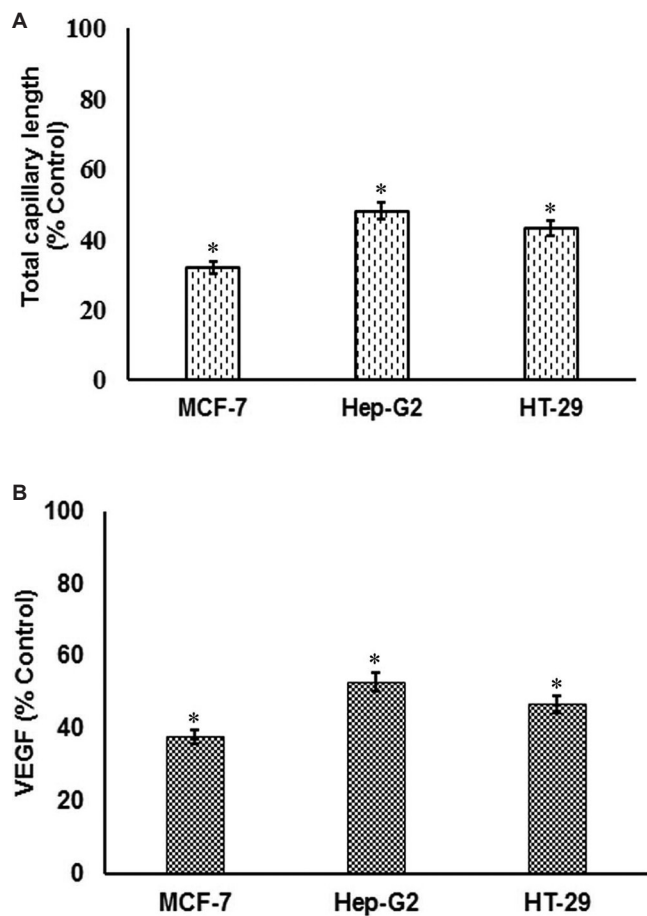 A
Total capillary length
(% Control)
100
80
60
40
20
0
*
*
*
MCF-7 Hep-G2 HT-29
B
VEGF (% Control)
100
80
60
40
20
0
*
*
*
MCF-7 Hep-G2 HT-29